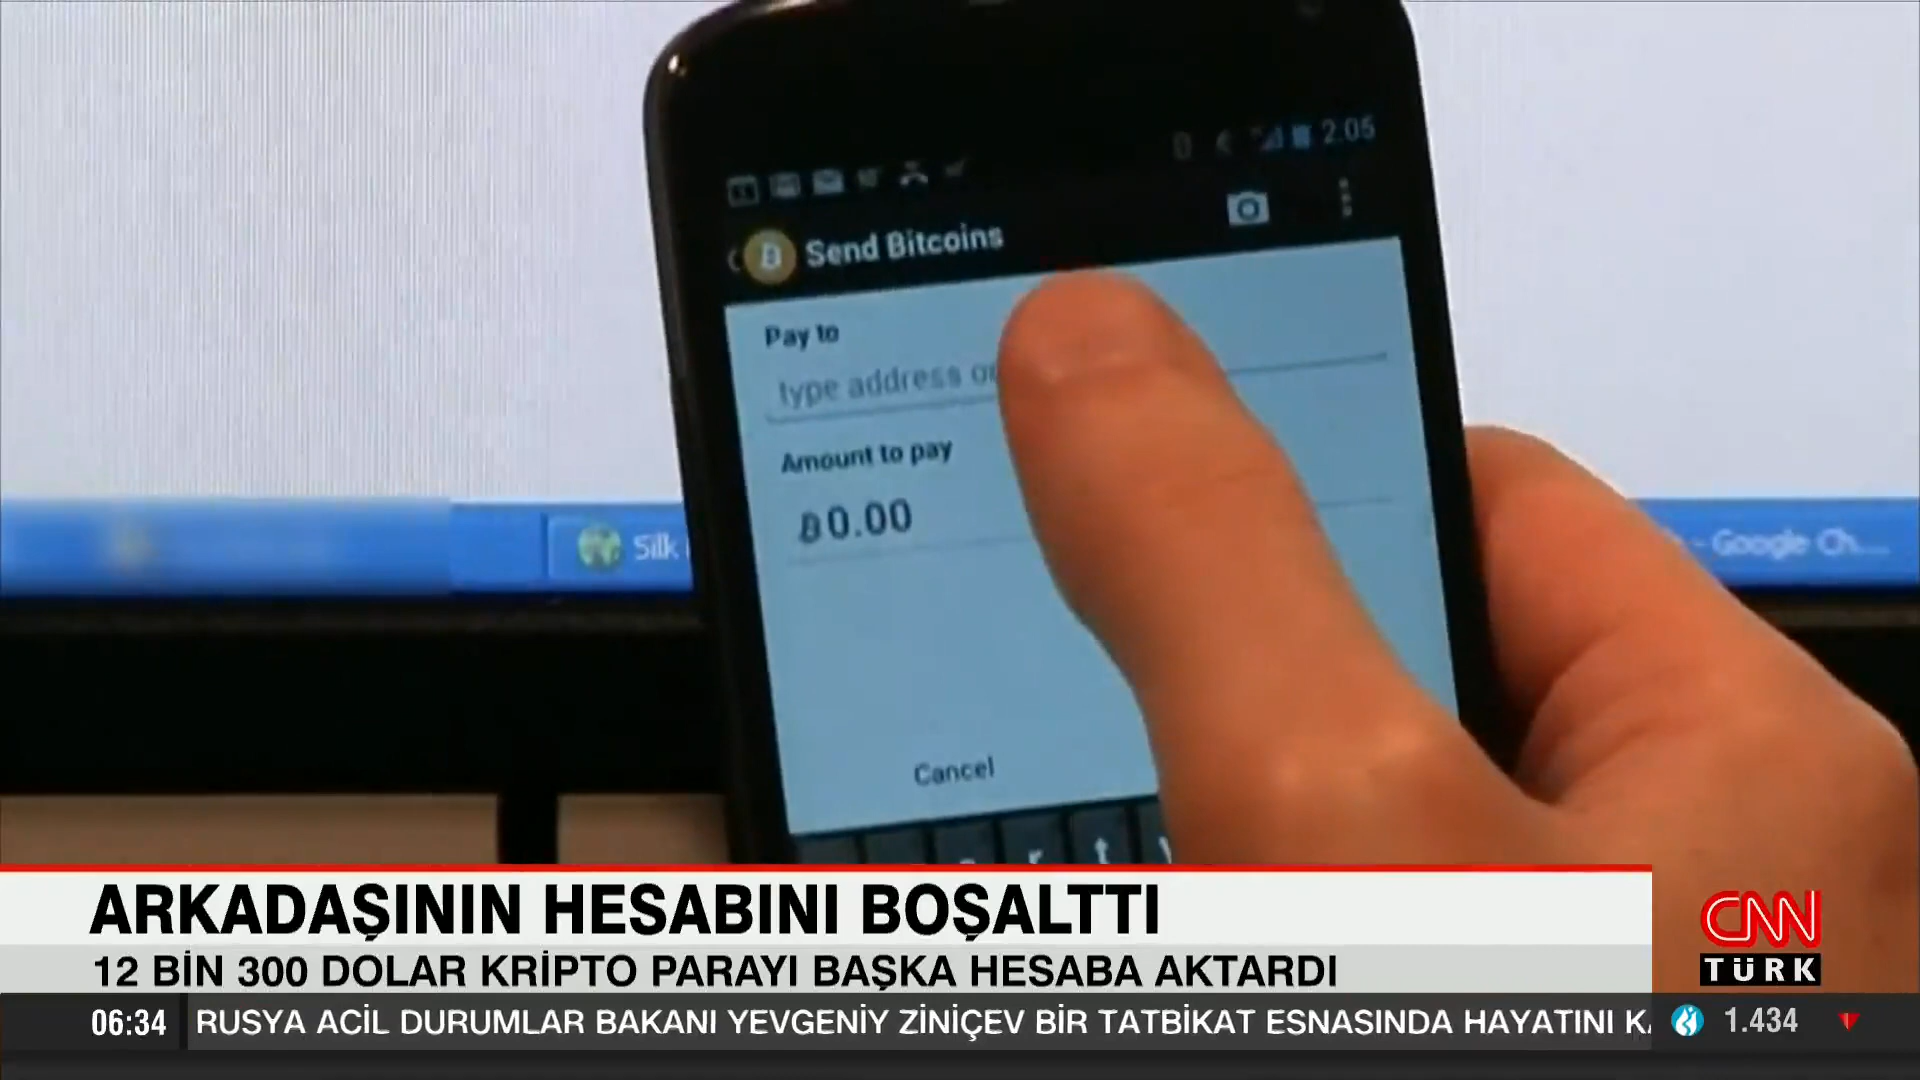 2.05
Send Bitcoins
Pay to
type address
Amount to pay
0.00
Silk
- Google Ch...
Cancel
r t
ARKADAŞININ HESABINI BOŞALTTI
12 BİN 300 DOLAR KRİPTO PARAYI BAŞKA HESABA AKTARDI
CNN
TÜRK
06:34 RUSYA ACİL DURUMLAR BAKANI YEVGENİY ZİNİÇEV BİR TATBİKAT ESNASINDA HAYATINI 1.434